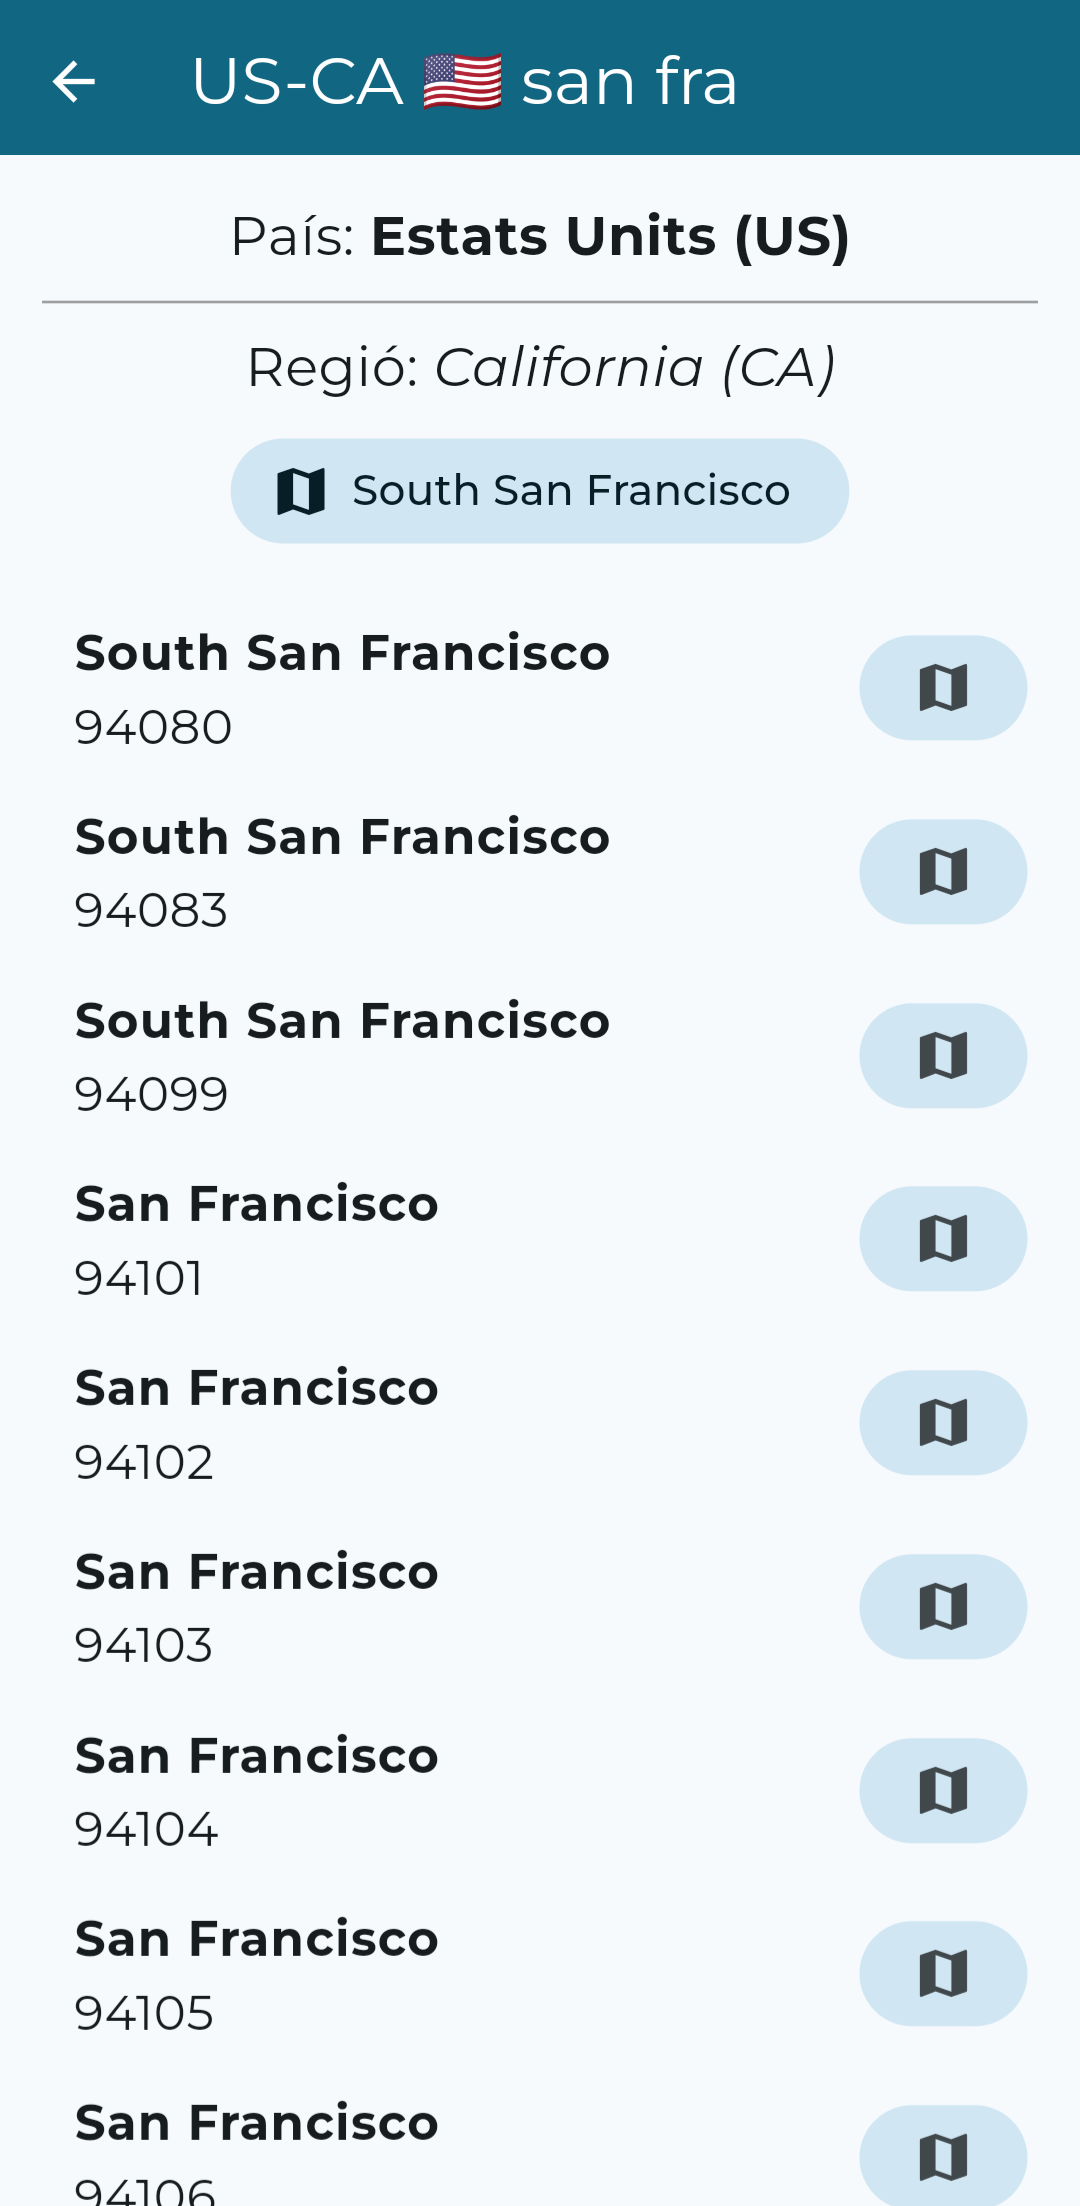 US-CA 🇺🇸 san fra
País: Estats Units (US)
Regió: California (CA)
South San Francisco
South San Francisco
94080
South San Francisco
94083
South San Francisco
94099
San Francisco
94101
San Francisco
94102
San Francisco
94103
San Francisco
94104
San Francisco
94105
San Francisco
94106